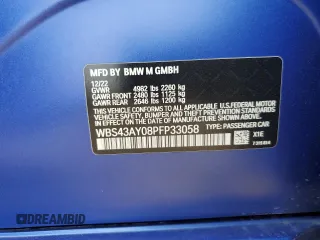 MFD BY BMW M GMBH
12/22
GVWR 4982 lbs 2260 kg
GAWR FRONT 2480 lbs 1125 kg
GAWR REAR 2646 lbs 1200 kg
THIS VEHICLE CONFORMS TO ALL APPLICABLE U.S. FEDERAL MOTOR VEHICLE SAFETY, BUMPER, AND THEFT PREVENTION STANDARDS IN EFFECT ON THE DATE OF MANUFACTURE SHOWN ABOVE.
WBS43AY08PFP33058
TYPE: PASSENGER CAR
X1E
DREAMBID